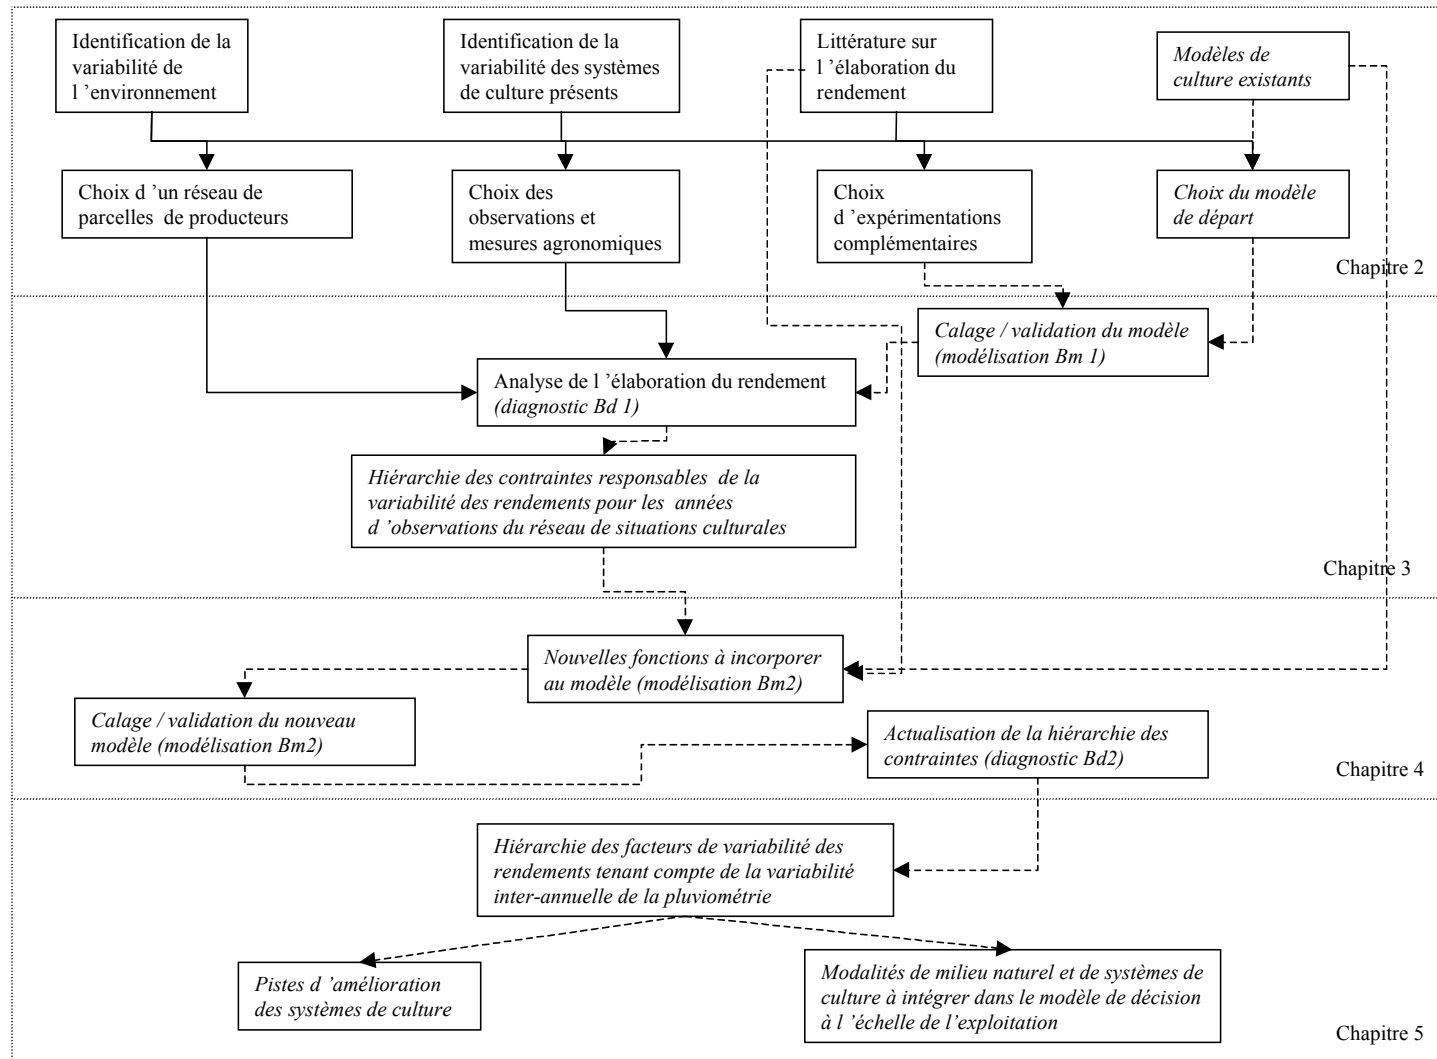 Identification de la
variabilité de
l ’environnement
Identification de la
variabilité des systèmes
de culture présents
Littérature sur
l ’élaboration du
rendement
Modèles de
culture existants
Choix d ’un réseau de
parcelles de producteurs
Choix des
observations et
mesures agronomiques
Choix
d ’expérimentations
complémentaires
Choix du modèle
de départ
Chapitre 2
Calage / validation du modèle
(modélisation Bm 1)
Analyse de l ’élaboration du rendement
(diagnostic Bd 1)
Hiérarchie des contraintes responsables de la
variabilité des rendements pour les années
d ’observations du réseau de situations culturales
Chapitre 3
Nouvelles fonctions à incorporer
au modèle (modélisation Bm2)
Calage / validation du nouveau
modèle (modélisation Bm2)
Actualisation de la hiérarchie des
contraintes (diagnostic Bd2)
Chapitre 4
Hiérarchie des facteurs de variabilité des
rendements tenant compte de la variabilité
inter-annuelle de la pluviométrie
Pistes d ’amélioration
des systèmes de culture
Modalités de milieu naturel et de systèmes de
culture à intégrer dans le modèle de décision
à l ’échelle de l’exploitation
Chapitre 5